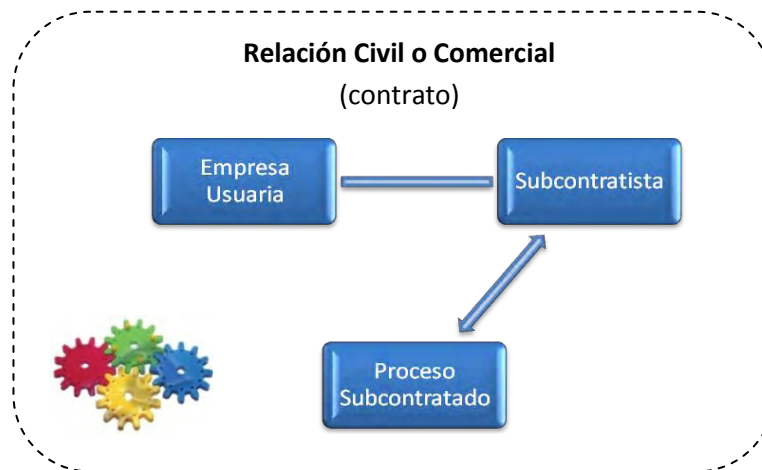 Relación Civil o Comercial
(contrato)
Empresa
Usuaria
Subcontratista
Proceso
Subcontratado